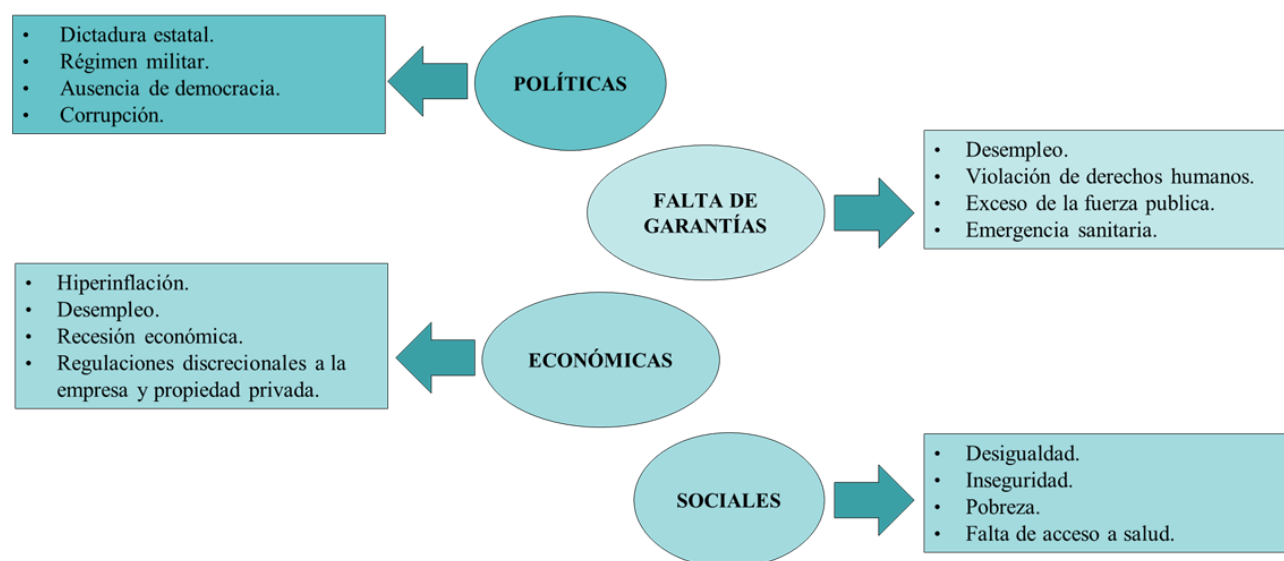 • Dictadura estatal.
• Régimen militar.
• Ausencia de democracia.
• Corrupción.
POLÍTICAS
FALTA DE
GARANTÍAS
• Desempleo.
• Violación de derechos humanos.
• Exceso de la fuerza publica.
• Emergencia sanitaria.
• Hiperinflación.
• Desempleo.
• Recesión económica.
• Regulaciones discrecionales a la
empresa y propiedad privada.
ECONÓMICAS
SOCIALES
• Desigualdad.
• Inseguridad.
• Pobreza.
• Falta de acceso a salud.